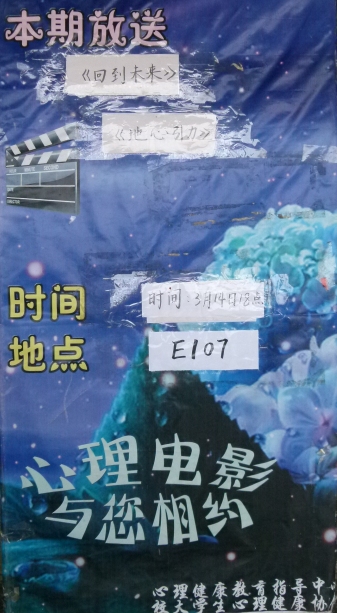 本期放送
《回到未来》
《地心引力》
时间
时间:3月14日18点
地点
E107
心理电影
与您相约
心理健康教育指导中
校大学生心理健康协